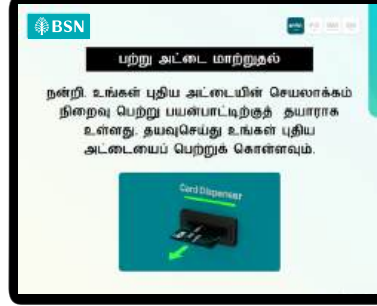 BSN
பற்று அட்டை மாற்றுதல்
நன்றி. உங்கள் புதிய அட்டையின் செயலாக்கம்
நிறைவு பெற்று பயன்பாட்டிற்குத் தயாராக
உள்ளது. தயவுசெய்து உங்கள் புதிய
அட்டையைப் பெற்றுக் கொள்ளவும்.
Card Dispenser